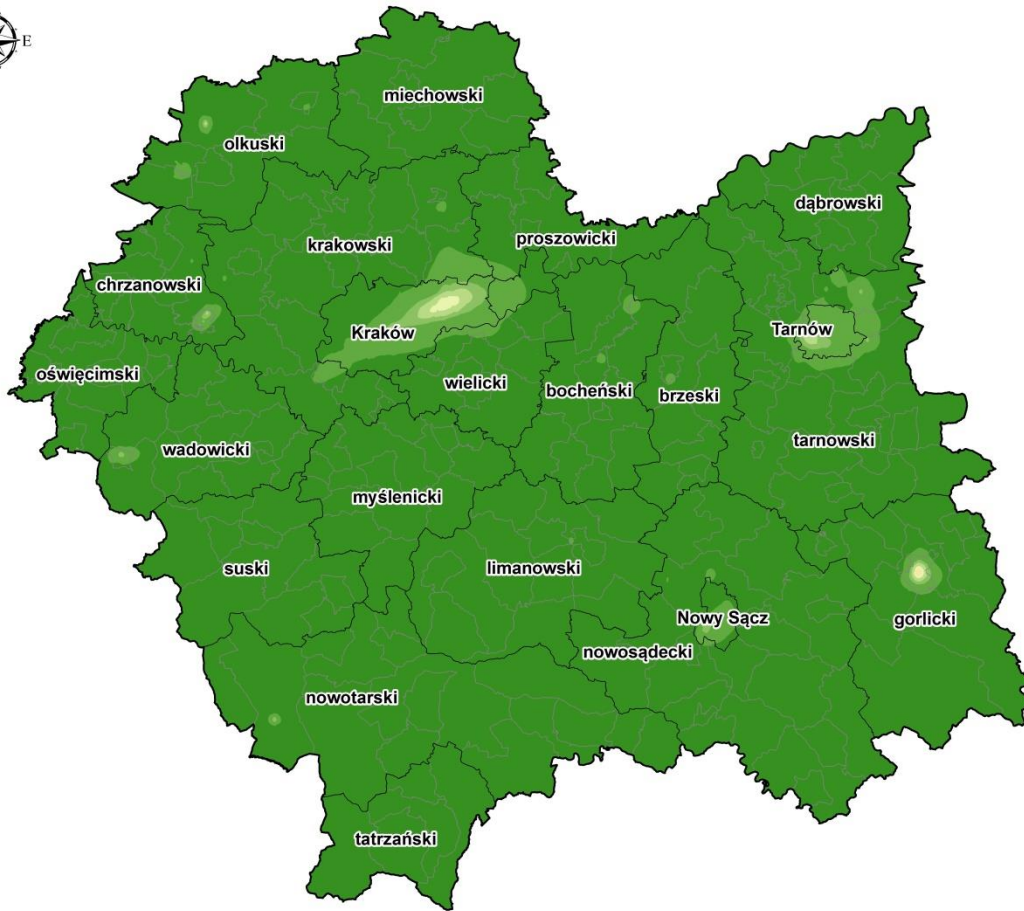 E
miechowski
olkuski
dąbrowski
krakowski
proszowicki
chrzanowski
Kraków
Tarnów
oświęcimski
wielicki
bocheński
brzeski
wadowicki
tarnowski
myślenicki
suski
limanowski
Nowy Sącz
gorlicki
nowosądecki
nowotarski
tatrzański